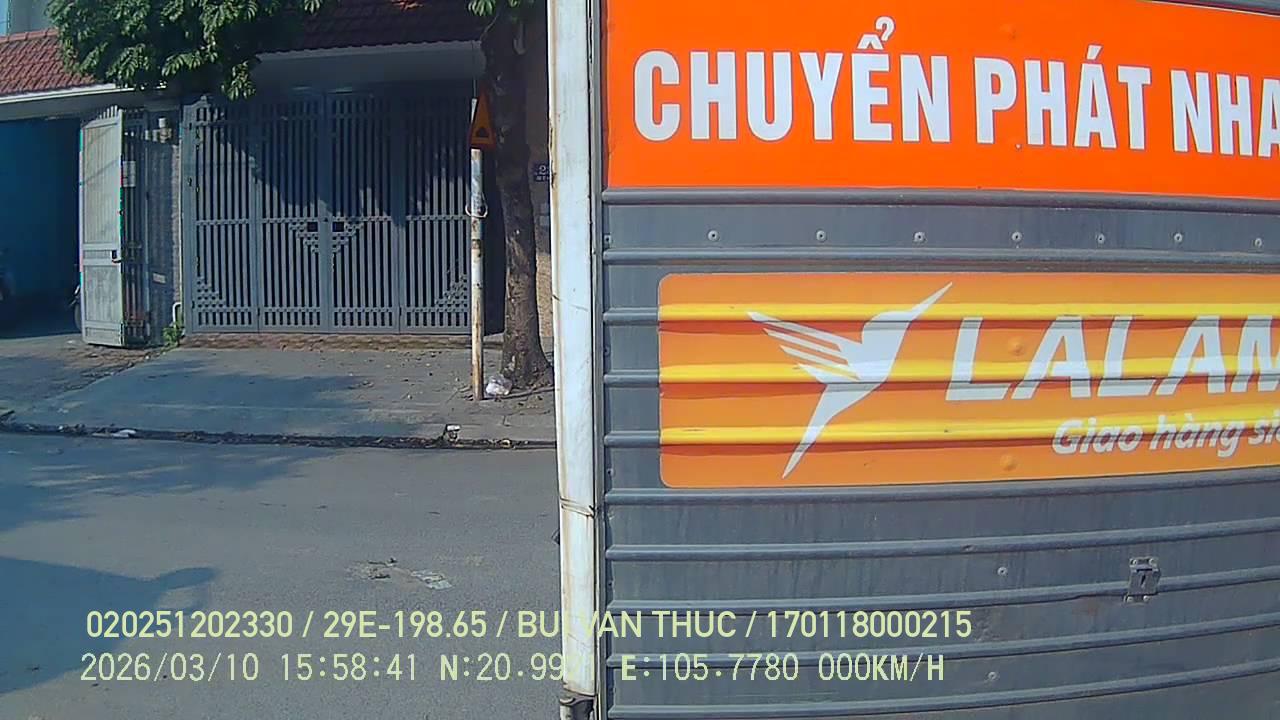 CHUYỂN PHÁT NHA
LALAM
Giao hàng si
020251202330 / 29E-198.65 / BUI VAN THUC / 170118000215
2026/03/10 15:58:41 N:20.99 E:105.7780 000KM/H